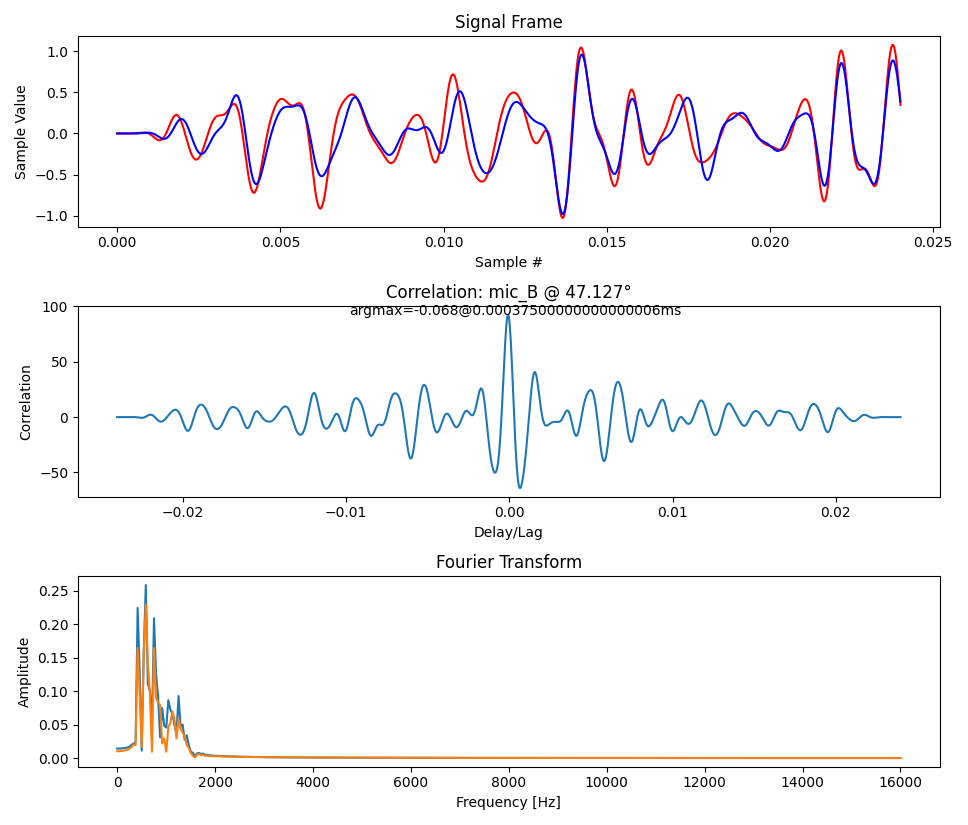 Signal Frame
Sample Value
1.0
0.5
0.0
−0.5
−1.0
0.000 0.005 0.010 0.015 0.020 0.025
Sample #
Correlation: mic_B @ 47.127°
argmax=-0.068@0.00037500000000000006ms
Correlation
100
50
0
−50
−0.02 −0.01 0.00 0.01 0.02
Delay/Lag
Fourier Transform
Amplitude
0.25
0.20
0.15
0.10
0.05
0.00
0 2000 4000 6000 8000 10000 12000 14000 16000
Frequency [Hz]